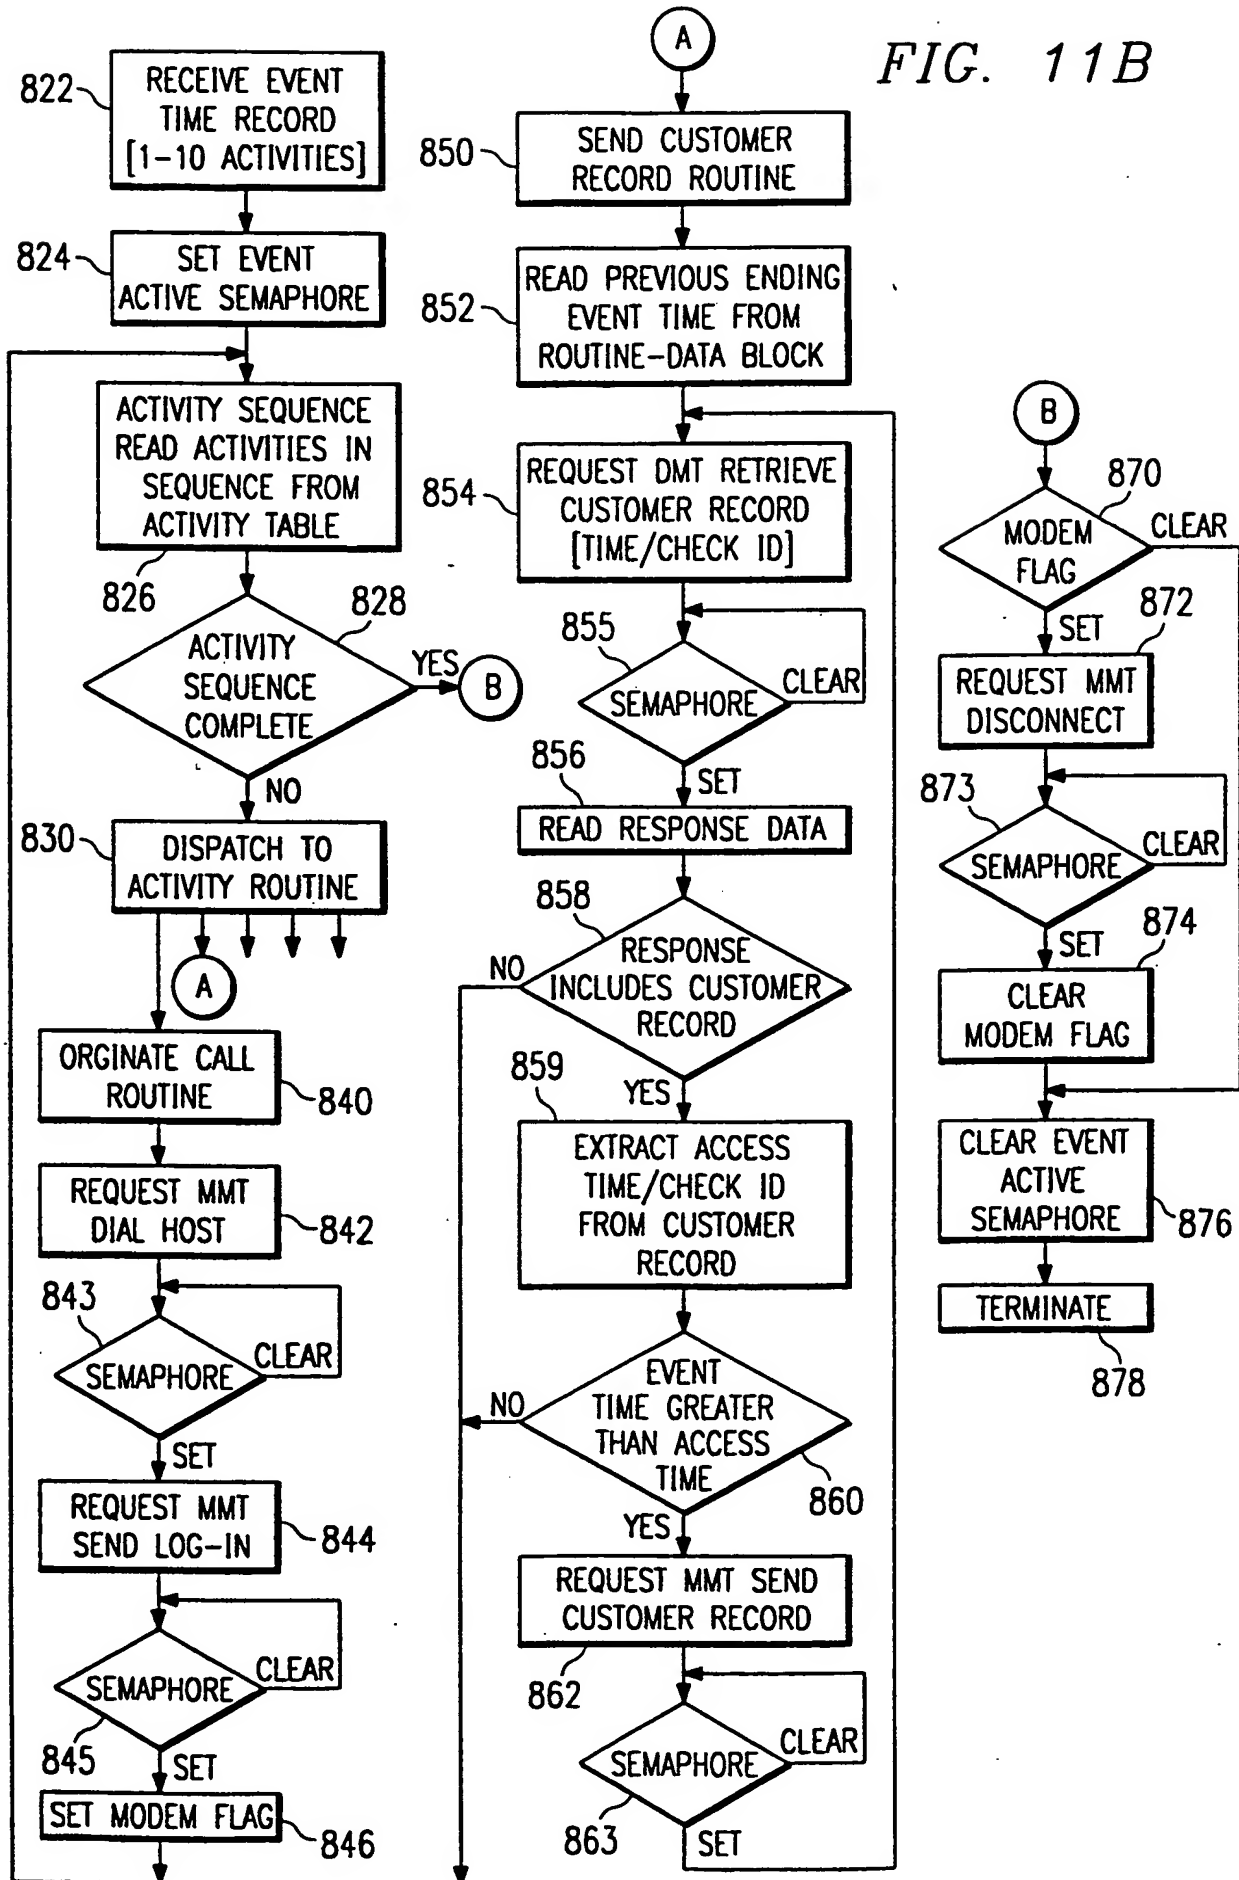 FIG. 11B
822
RECEIVE EVENT
TIME RECORD
[1-10 ACTIVITIES]
824
SET EVENT
ACTIVE SEMAPHORE
ACTIVITY SEQUENCE
READ ACTIVITIES IN
SEQUENCE FROM
ACTIVITY TABLE
826
828
ACTIVITY
SEQUENCE
COMPLETE
YES
B
NO
830
DISPATCH TO
ACTIVITY ROUTINE
A
ORGINATE CALL
ROUTINE
840
REQUEST MMT
DIAL HOST
842
843
SEMAPHORE
CLEAR
SET
REQUEST MMT
SEND LOG-IN
844
SEMAPHORE
CLEAR
845
SET
SET MODEM FLAG
846
A
850
SEND CUSTOMER
RECORD ROUTINE
852
READ PREVIOUS ENDING
EVENT TIME FROM
ROUTINE-DATA BLOCK
854
REQUEST DMT RETRIEVE
CUSTOMER RECORD
[TIME/CHECK ID]
855
SEMAPHORE
CLEAR
856
SET
READ RESPONSE DATA
858
RESPONSE
INCLUDES CUSTOMER
RECORD
NO
859
YES
EXTRACT ACCESS
TIME/CHECK ID
FROM CUSTOMER
RECORD
EVENT
TIME GREATER
THAN ACCESS
TIME
NO
860
YES
REQUEST MMT SEND
CUSTOMER RECORD
862
SEMAPHORE
CLEAR
863
SET
B
870
MODEM
FLAG
CLEAR
SET
872
REQUEST MMT
DISCONNECT
873
SEMAPHORE
CLEAR
SET
874
CLEAR
MODEM FLAG
CLEAR EVENT
ACTIVE
SEMAPHORE
876
TERMINATE
878